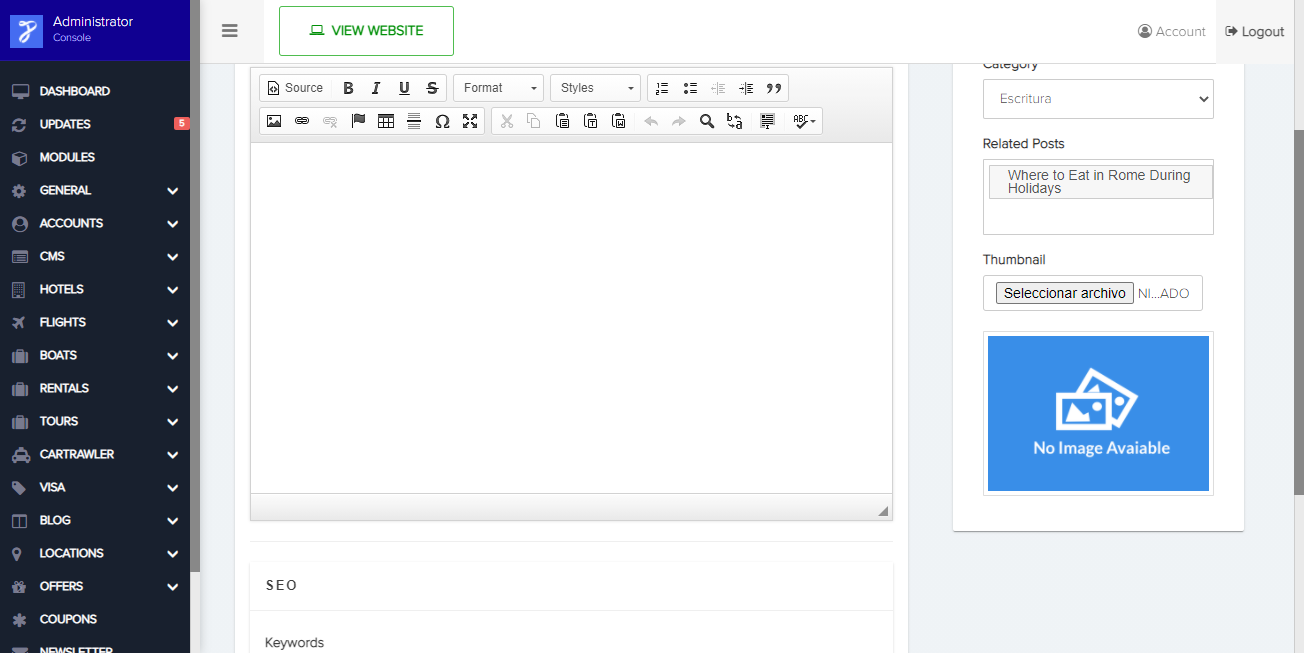 Administrator
Console
DASHBOARD
UPDATES
5
MODULES
GENERAL
ACCOUNTS
CMS
HOTELS
FLIGHTS
BOATS
RENTALS
TOURS
CARTRAWLER
VISA
BLOG
LOCATIONS
OFFERS
COUPONS
NEWSLETTER
VIEW WEBSITE
Account
Logout
Source
B I U S
Format
Styles
ABC
SEO
Keywords
Category
Escritura
Related Posts
Where to Eat in Rome During
Holidays
Thumbnail
Seleccionar archivo NI...ADO
No Image Avaiable